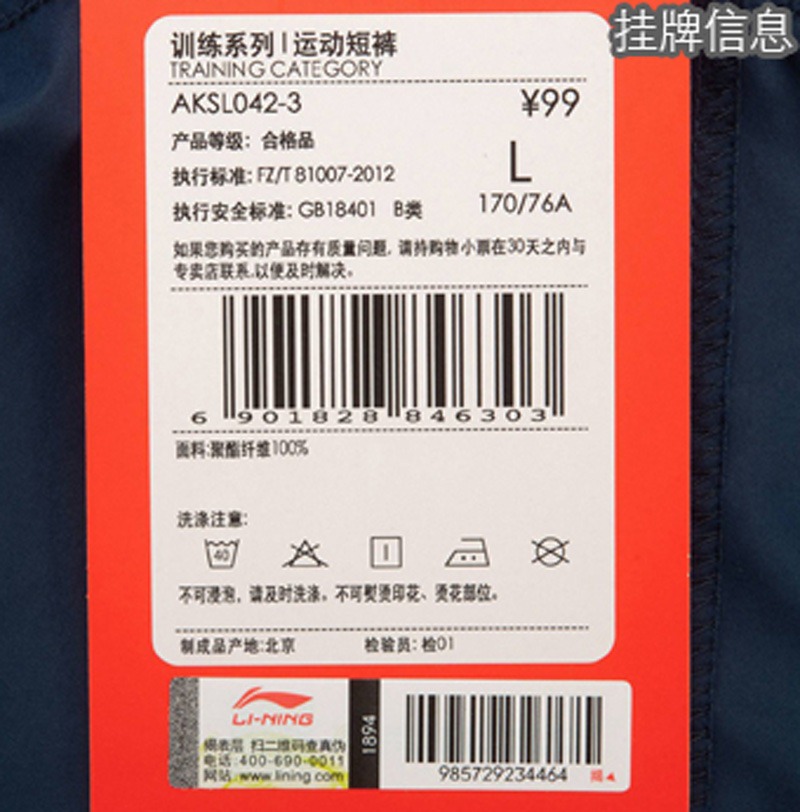 挂牌信息
训练系列|运动短裤
TRAINING CATEGORY
AKSL042-3 ¥99
产品等级：合格品
执行标准：FZ/T 81007-2012 L
执行安全标准：GB18401 B类 170/76A
如果您购买的产品存有质量问题，请持购物小票在30天之内与
专卖店联系,以便及时解决。
6 901828 846303
面料:聚酯纤维100%
洗涤注意:
40
不可浸泡，请及时洗涤。不可熨烫印花、烫花部位。
制成品产地:北京 检验员：检01
LI-NING
1894
揭表层 扫二维码查真伪
电话:400-690-0011
网站:www.lining.com
985729234464 揭